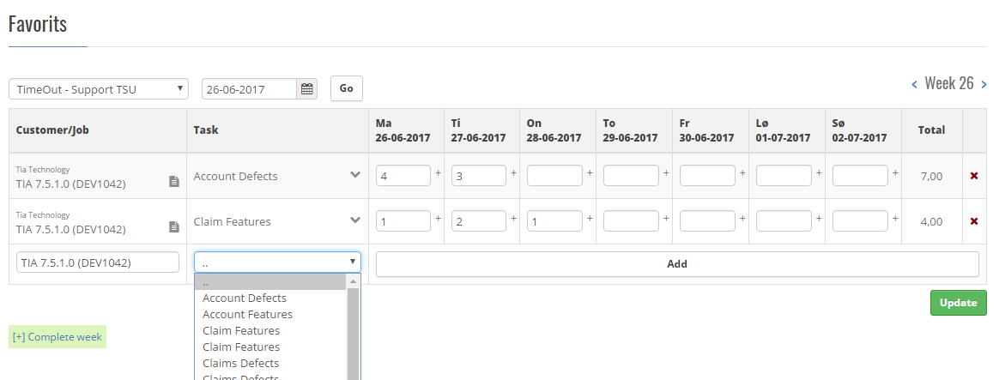 Favorits
TimeOut - Support TSU 26-06-2017 Go < Week 26 >
Customer/Job Task Ma 26-06-2017 Ti 27-06-2017 On 28-06-2017 To 29-06-2017 Fr 30-06-2017 Lø 01-07-2017 Sø 02-07-2017 Total
Tia Technology
TIA 7.5.1.0 (DEV1042) Account Defects 4 + 3 + + + + + + 7,00
Tia Technology
TIA 7.5.1.0 (DEV1042) Claim Features 1 + 2 + 1 + + + + + 4,00
TIA 7.5.1.0 (DEV1042) .. Add
..
Account Defects
Update
Account Features
Claim Features
[+] Complete week
Claim Features
Claims Defects
Claims Defects